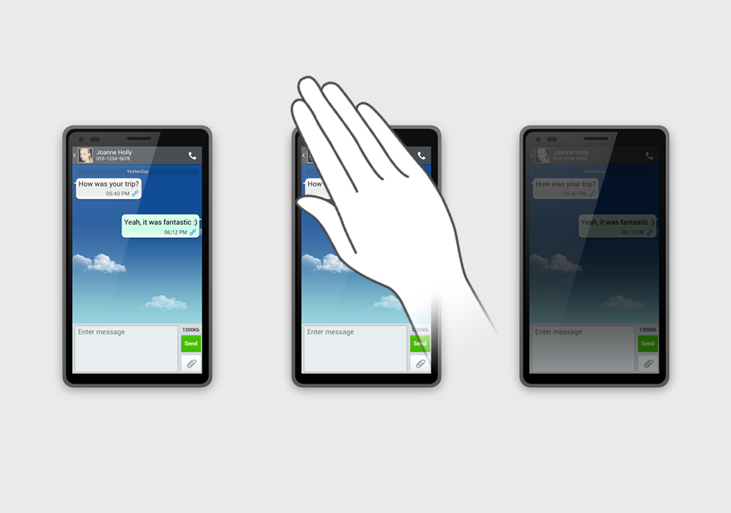 Joanne Holly
010-1234-5678
Yesterday
How was your trip?
05:40 PM
Yeah, it was fantastic :)
06:12 PM
Enter message
1200Kb
Send
How
Enter message
1200Kb
Send
Joanne Holly
010-1234-5678
Yesterday
How was your trip?
05:40 PM
Yeah, it was fantastic :)
06:12 PM
Enter message
1200Kb
Send